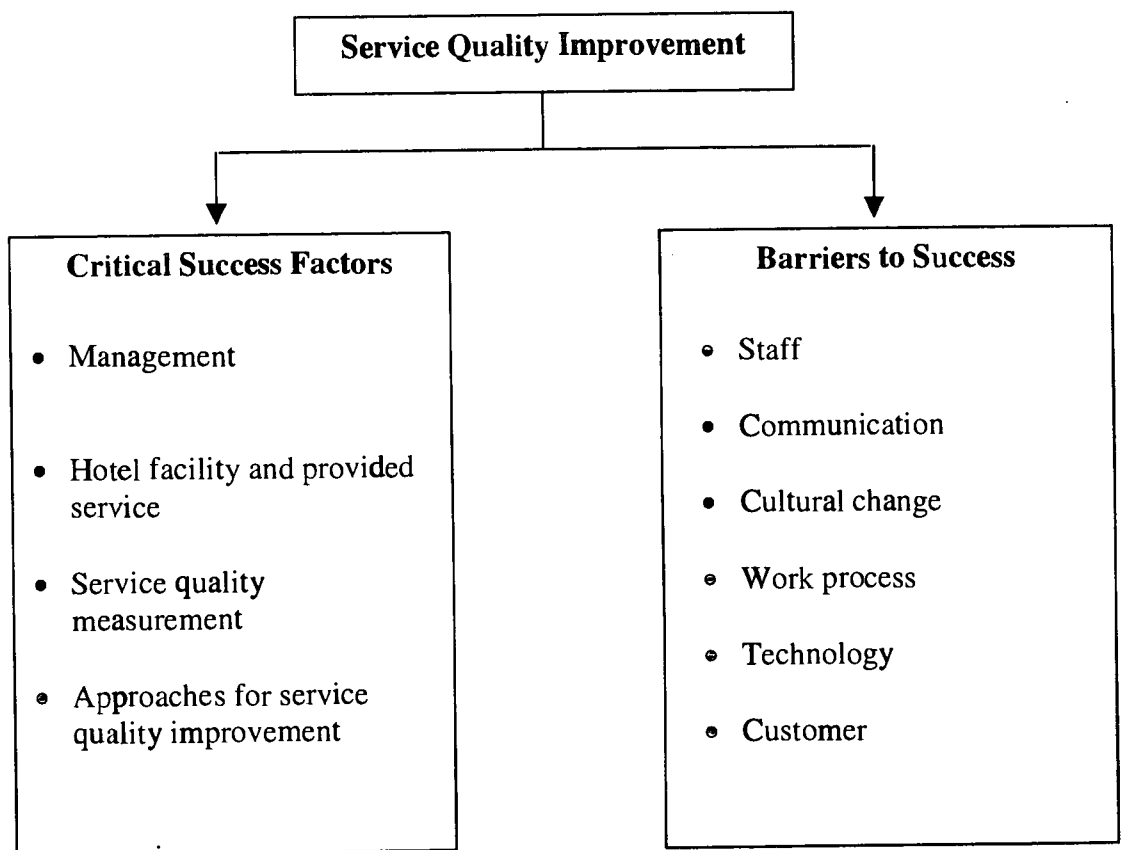 Service Quality Improvement
Critical Success Factors
• Management
• Hotel facility and provided
service
• Service quality
measurement
• Approaches for service
quality improvement
Barriers to Success
• Staff
• Communication
• Cultural change
• Work process
• Technology
• Customer